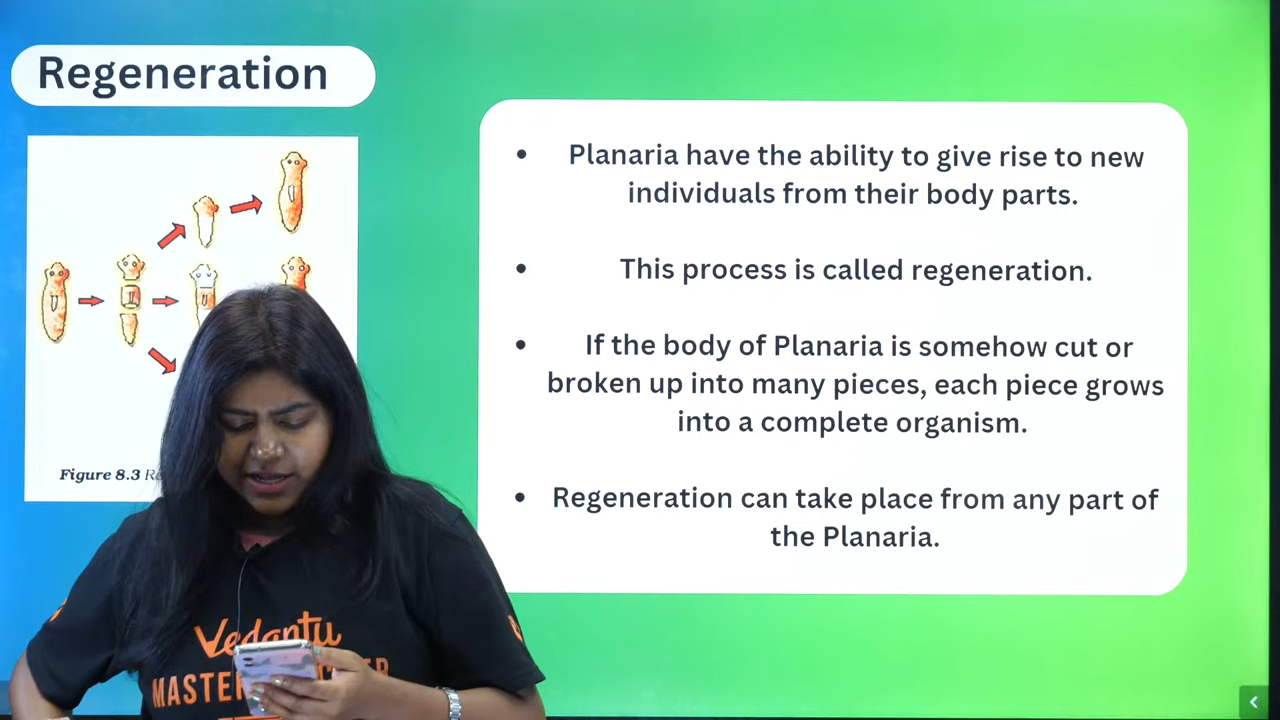 Regeneration
• Planaria have the ability to give rise to new
individuals from their body parts.
• This process is called regeneration.
• If the body of Planaria is somehow cut or
broken up into many pieces, each piece grows
into a complete organism.
• Regeneration can take place from any part of
the Planaria.
Figure 8.3
Vedantu